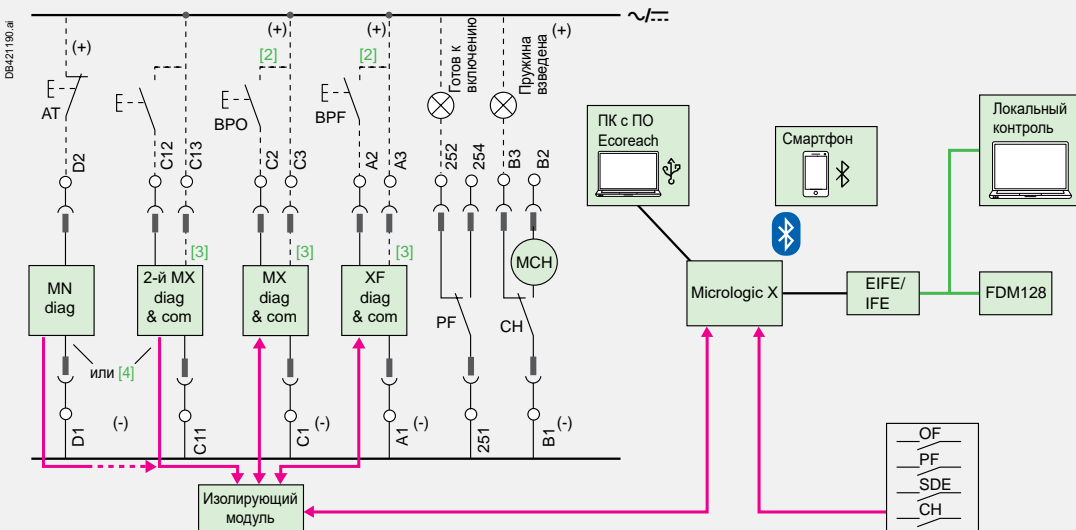 DB421190.ai
(+)
(+)
(+)
(+)
[2]
[2]
Готов к
включению
Пружина
взведена
AT
BPO
BPF
D2
C12
C13
C2
C3
A2
A3
252
254
B3
B2
[3]
[3]
[3]
MN
diag
2-й MX
diag
& com
MX
diag
& com
XF
diag
& com
PF
MCH
CH
или [4]
D1
(-)
C11
C1
(-)
A1
(-)
251
B1
(-)
Изолирующий
модуль
ПК с ПО
Ecoreach
Смартфон
Локальный
контроль
Micrologic X
EIFE/
IFE
FDM128
OF
PF
SDE
CH